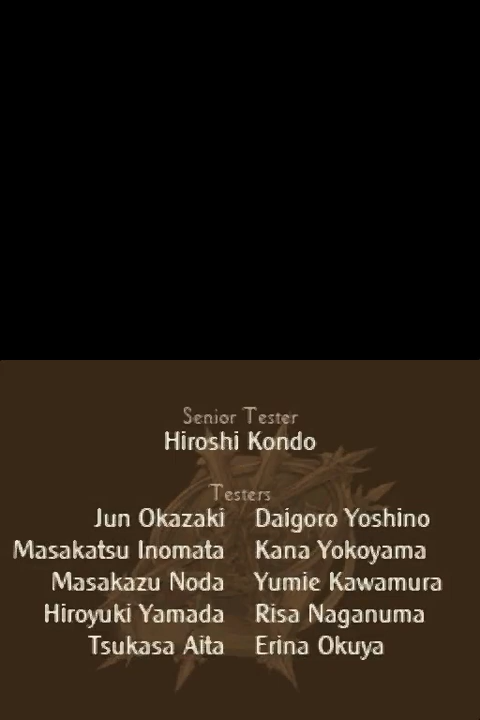 Senior Tester
Hiroshi Kondo
Testers
Jun Okazaki Daigoro Yoshino
Masakatsu Inomata Kana Yokoyama
Masakazu Noda Yumie Kawamura
Hiroyuki Yamada Risa Naganuma
Tsukasa Aita Erina Okuya